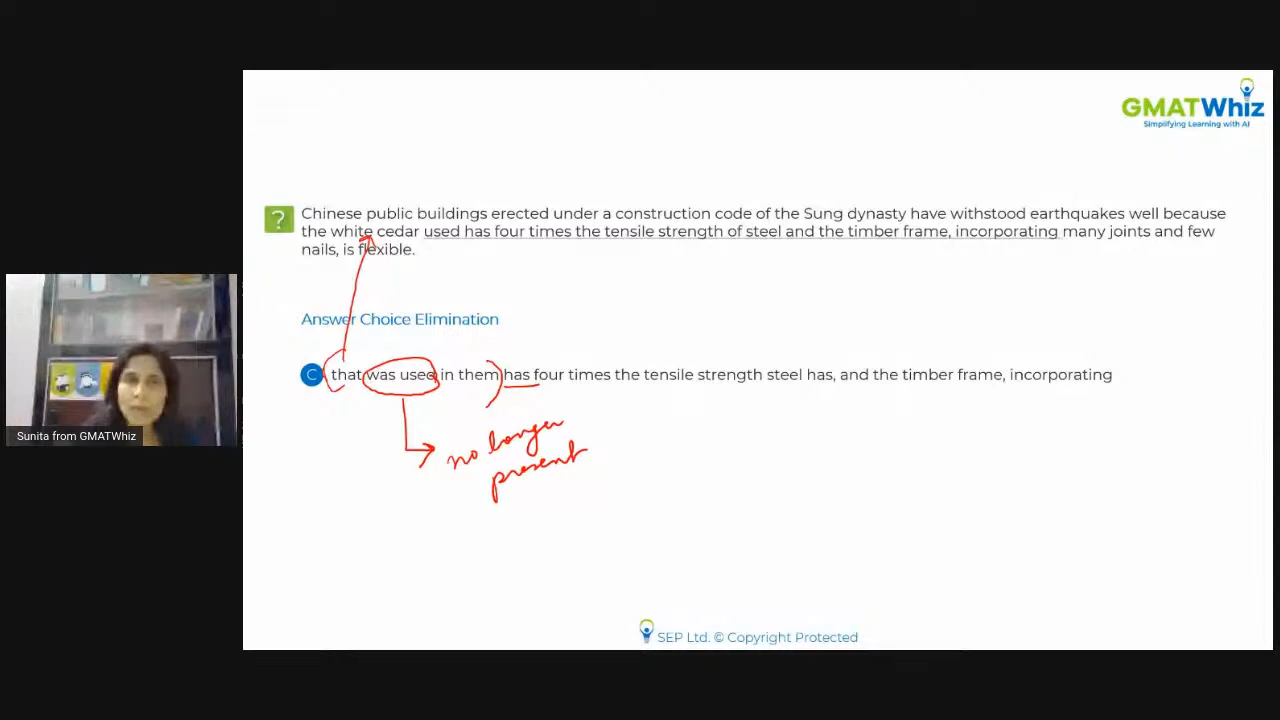 GMATWhiz
Simplifying Learning with AI
?
Chinese public buildings erected under a construction code of the Sung dynasty have withstood earthquakes well because
the white cedar used has four times the tensile strength of steel and the timber frame, incorporating many joints and few
nails, is flexible.
Answer Choice Elimination
C that was used in them has four times the tensile strength steel has, and the timber frame, incorporating
no longer
present
Sunita from GMATWhiz
SEP Ltd. © Copyright Protected